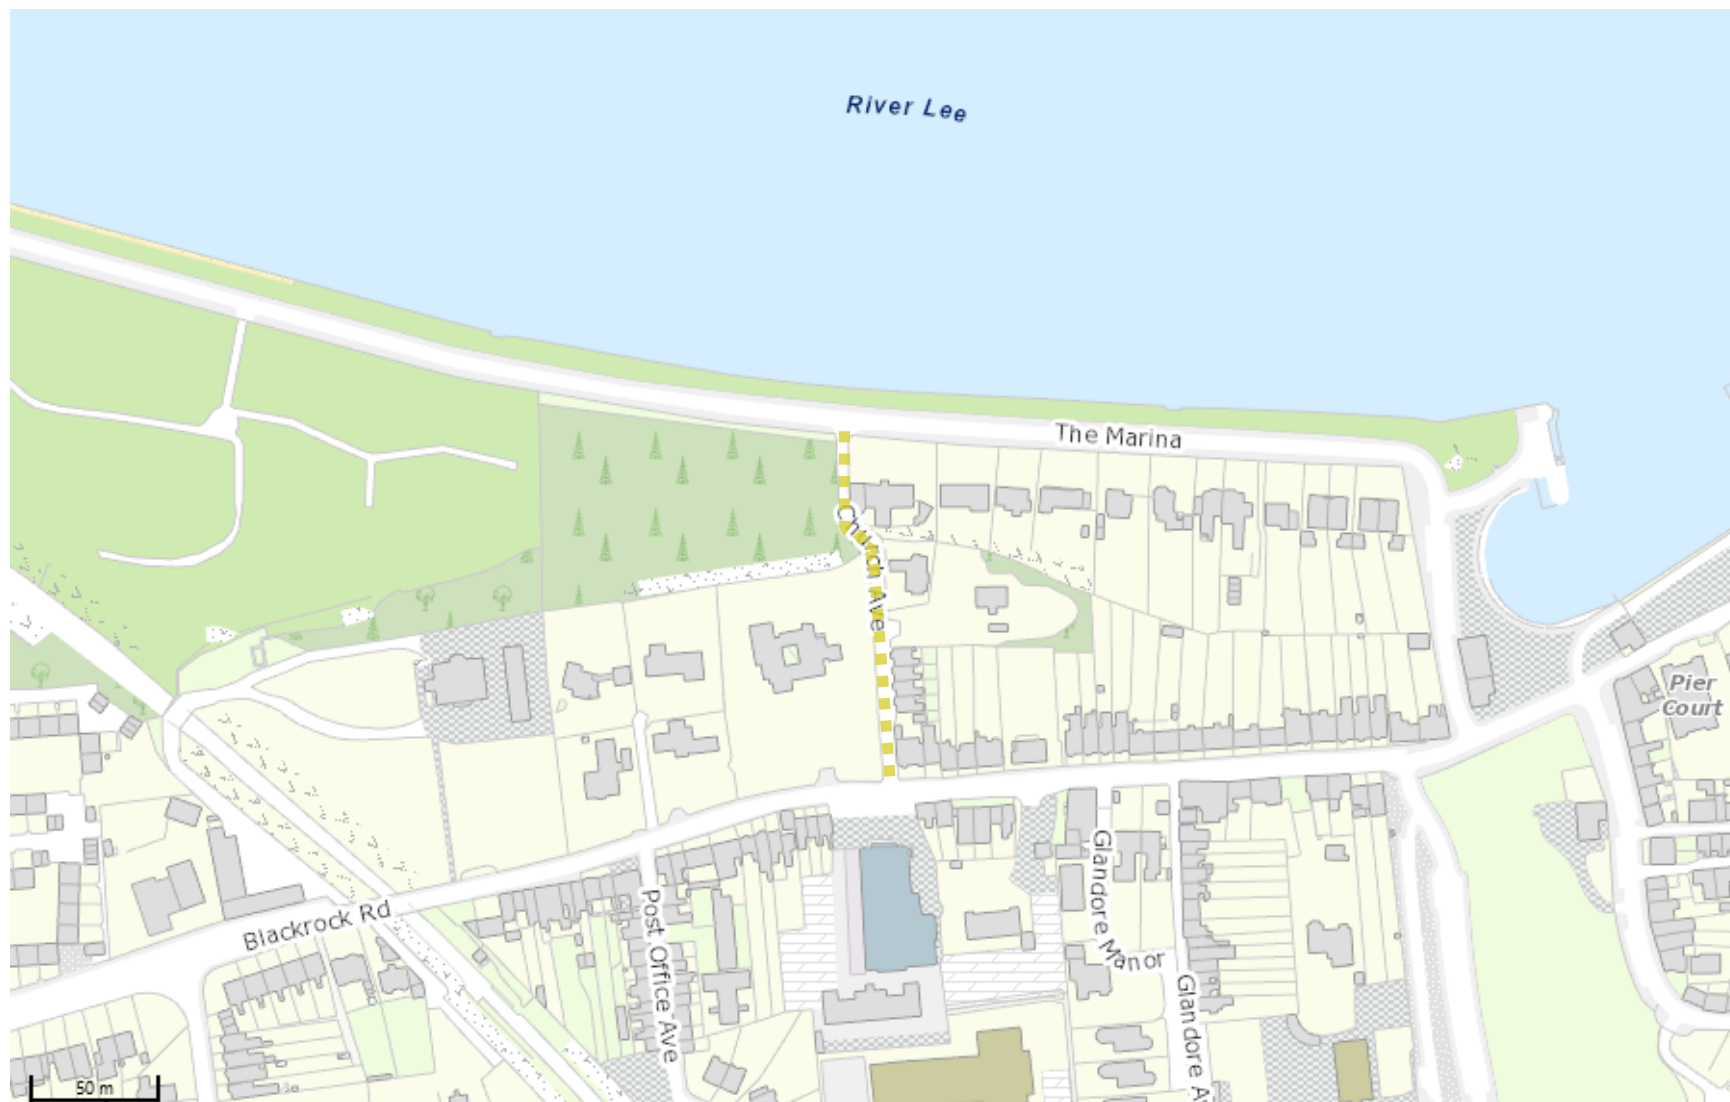 River Lee
The Marina
Church Ave
Pier
Court
Blackrock Rd
Post Office Ave
Glandore Manor
Glandore Av
50 m